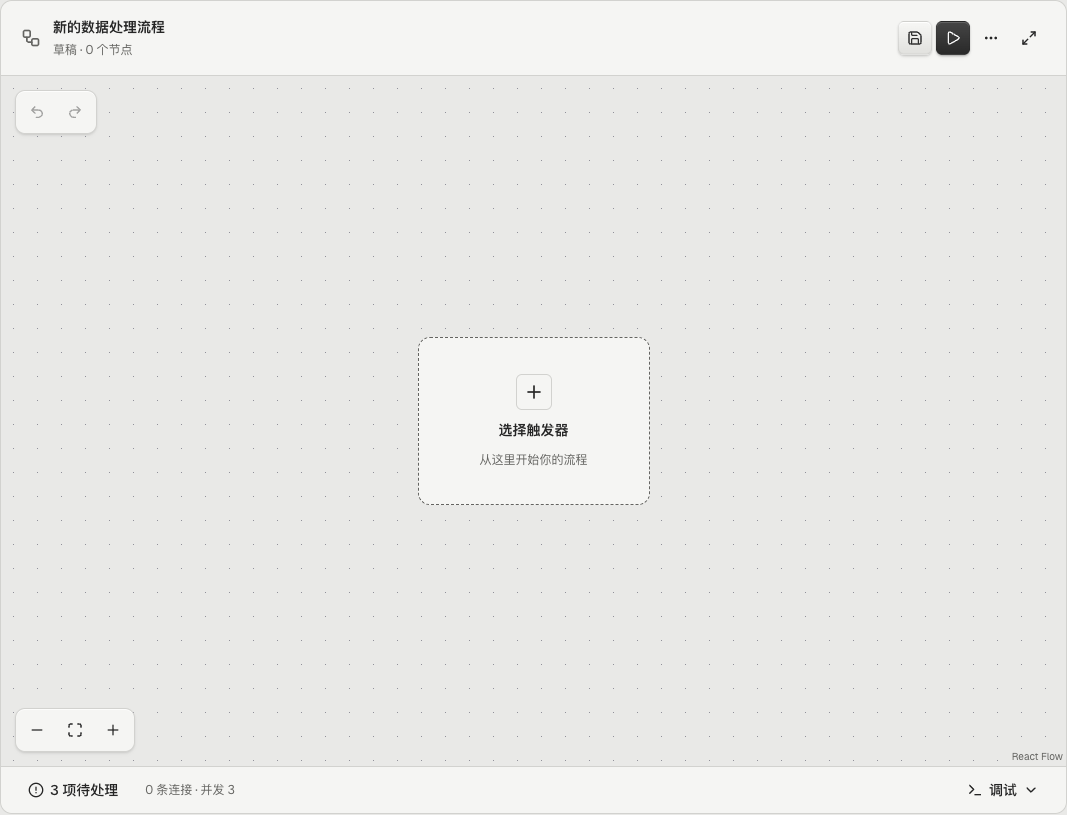 新的数据处理流程
草稿 · 0 个节点
选择触发器
从这里开始你的流程
React Flow
3 项待处理
0 条连接 · 并发 3
调试